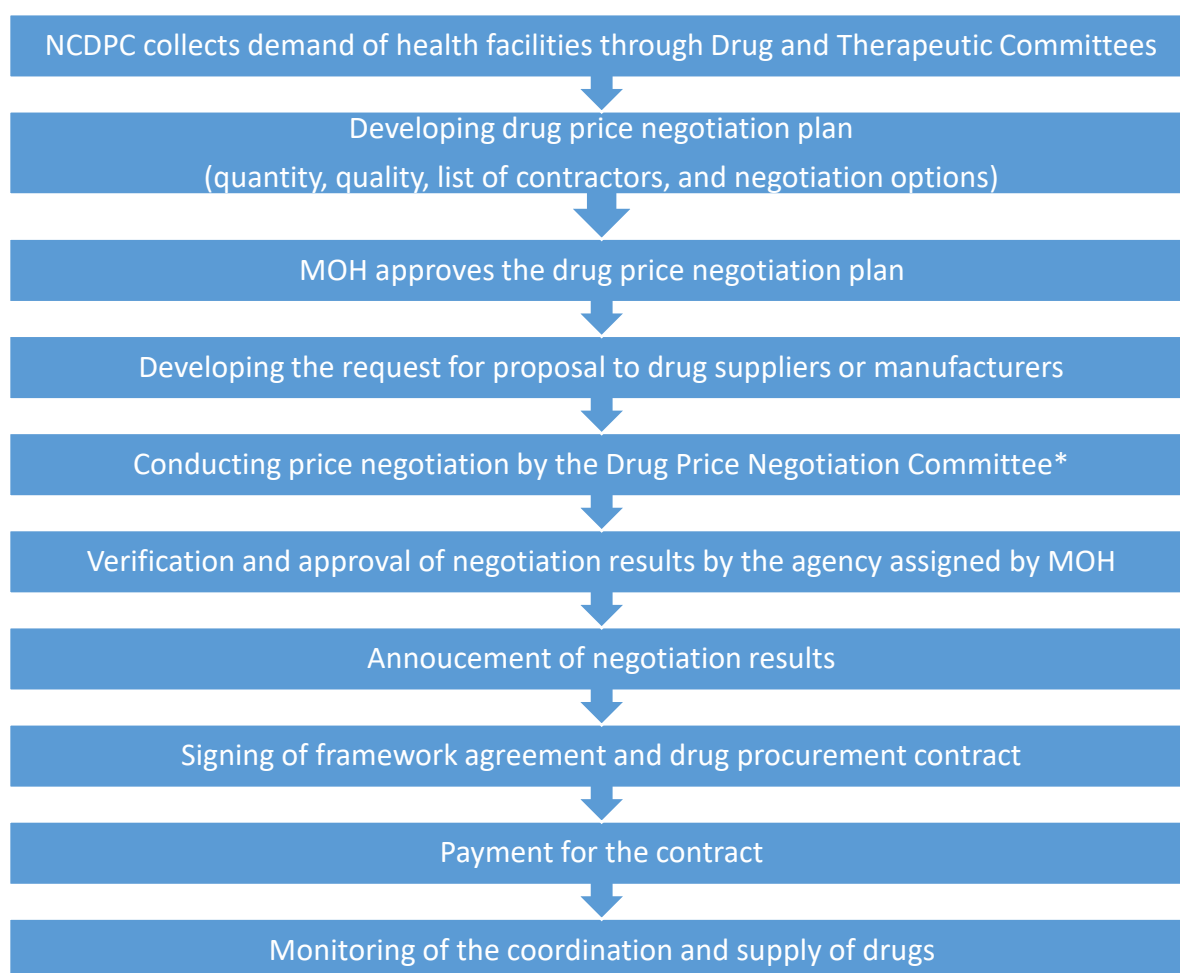 NCDPC collects demand of health facilities through Drug and Therapeutic Committees
Developing drug price negotiation plan
(quantity, quality, list of contractors, and negotiation options)
MOH approves the drug price negotiation plan
Developing the request for proposal to drug suppliers or manufacturers
Conducting price negotiation by the Drug Price Negotiation Committee*
Verification and approval of negotiation results by the agency assigned by MOH
Annoucement of negotiation results
Signing of framework agreement and drug procurement contract
Payment for the contract
Monitoring of the coordination and supply of drugs